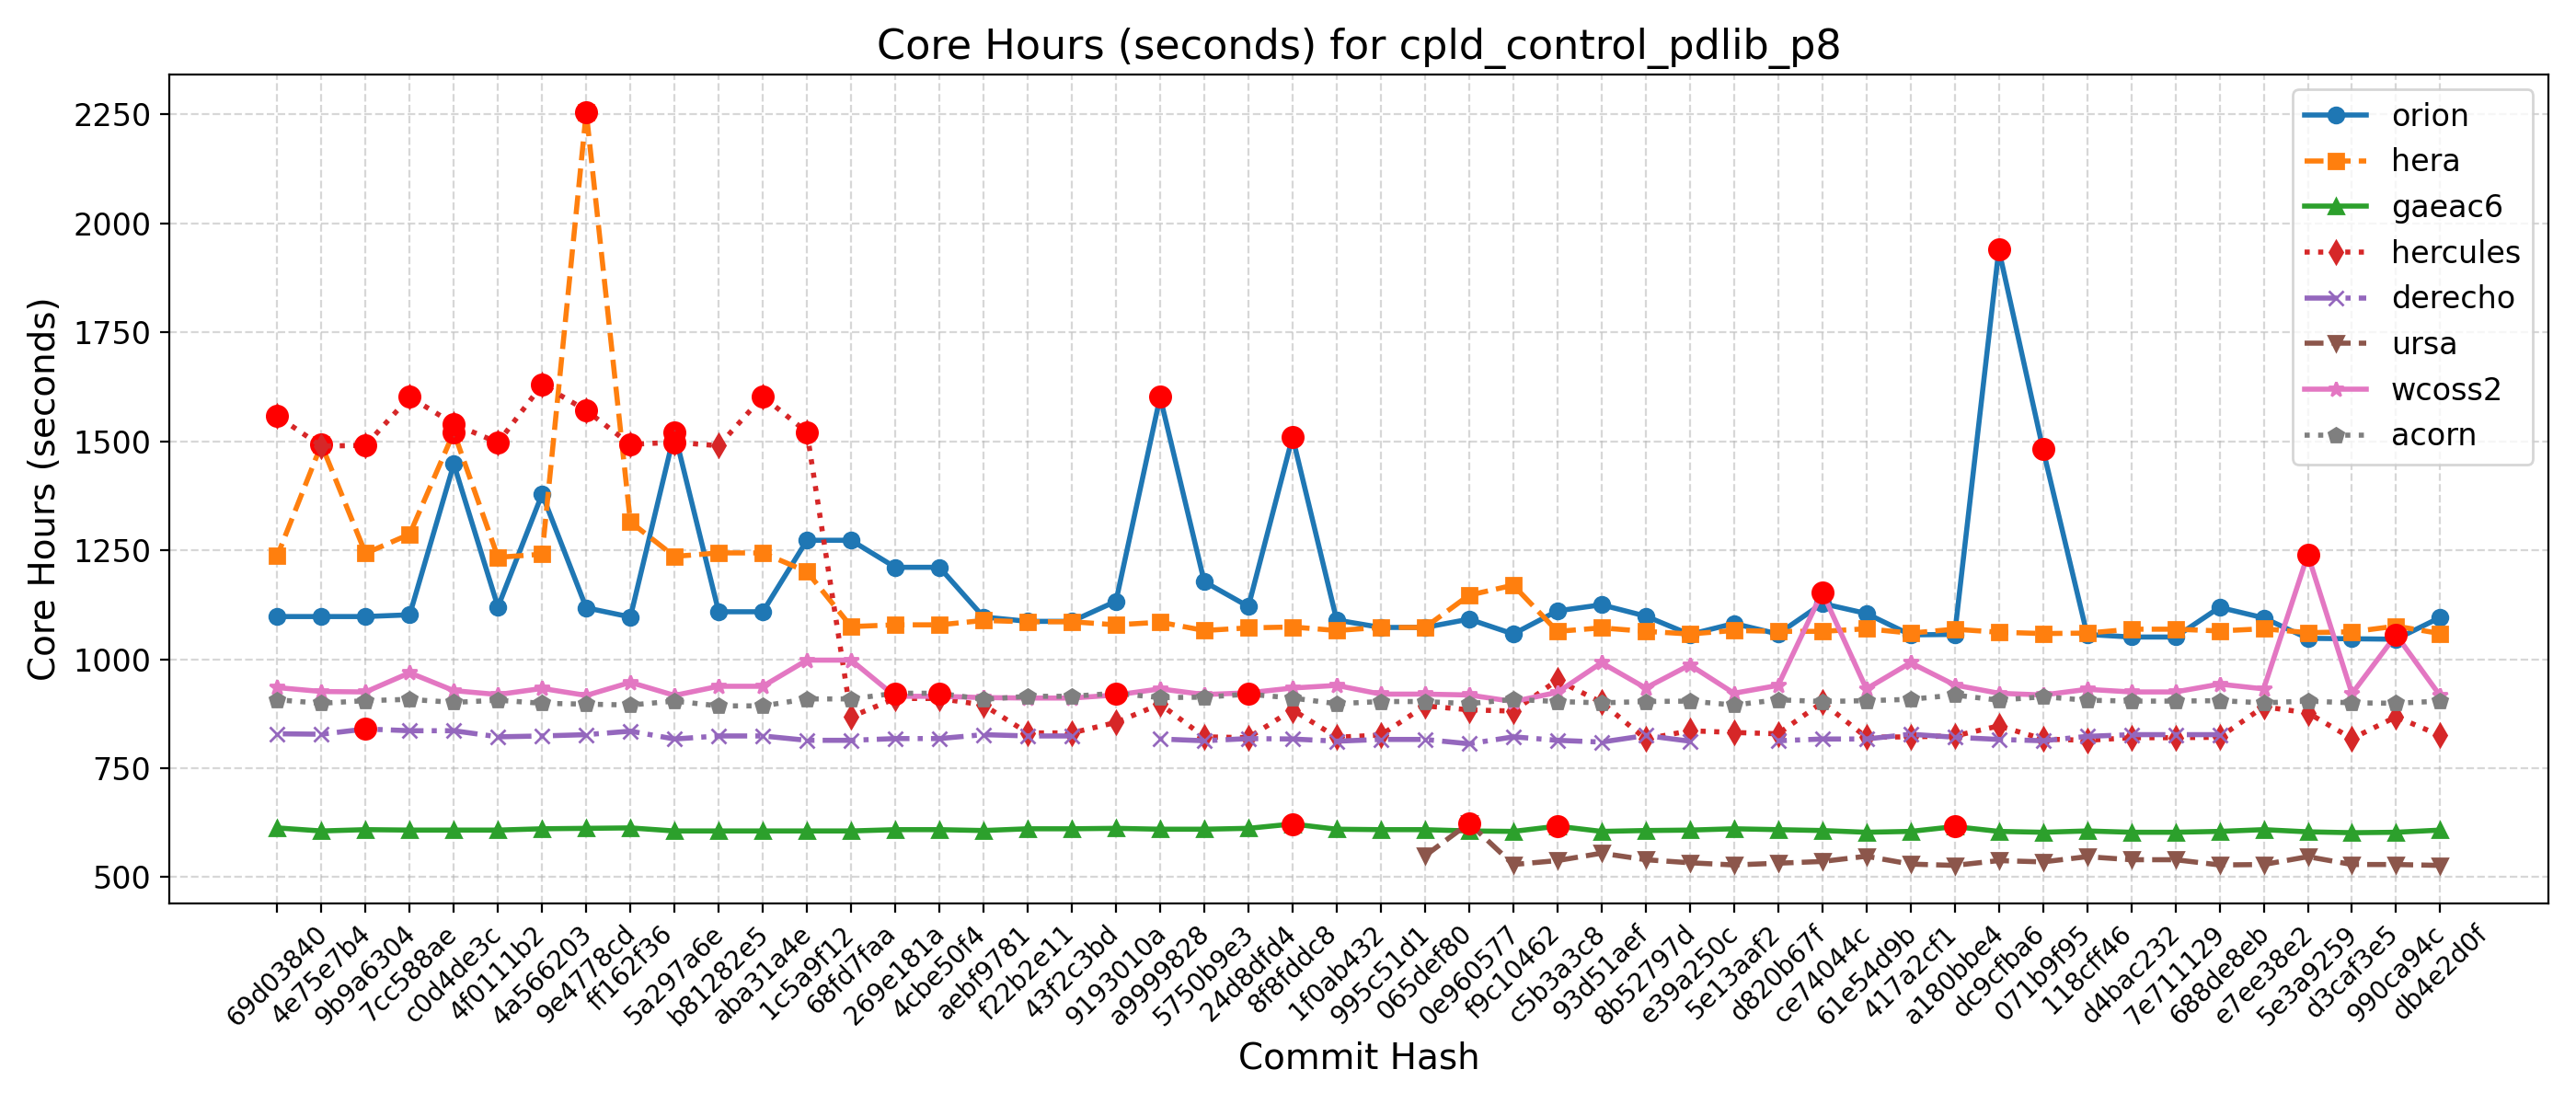 Core Hours (seconds) for cpld_control_pdlib_p8
Core Hours (seconds)
2250
2000
1750
1500
1250
1000
750
500
orion
hera
gaeac6
hercules
derecho
ursa
wcoss2
acorn
69d03840
4e75e7b4
9b9a6304
7cc588ae
c0d4de3c
4f0111b2
4a566203
9e4778cd
ff162f36
5a297a6e
b81282e5
aba31a4e
1c5a9f12
68fd7faa
269e181a
4cbe50f4
aebf9781
f22b2e11
43f2c3bd
9193010a
a9999828
5750b9e3
24d8dfd4
8f8fddc8
1f0ab432
995c51d1
065def80
0e960577
f9c10462
c5b3a3c8
93d51aef
8b52797d
e39a250c
5e13aaf2
d820b67f
ce74044c
61e54d9b
417a2cf1
a180bbe4
dc9cfba6
071b9f95
118cff46
d4bac232
7e711129
688de8eb
e7ee38e2
5e3a9259
d3caf3e5
990ca94c
db4e2d0f
Commit Hash